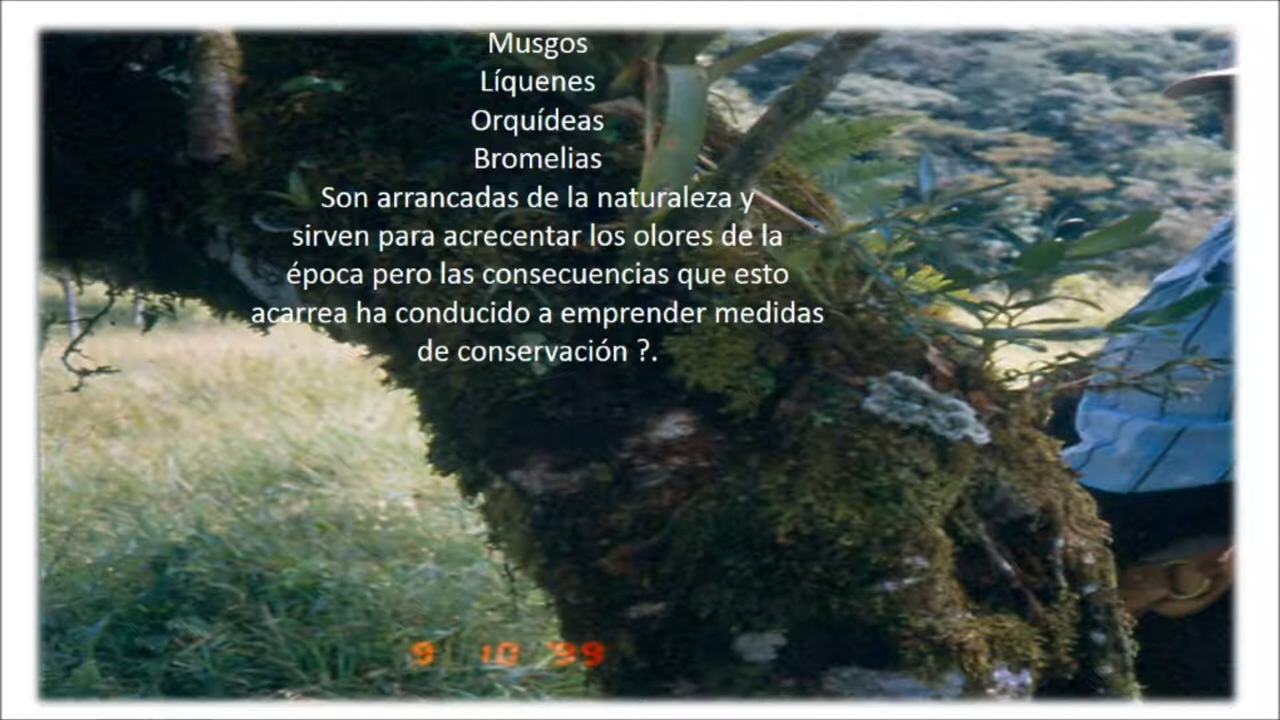 Musgos
Líquenes
Orquídeas
Bromelias
Son arrancadas de la naturaleza y
sirven para acrecentar los olores de la
época pero las consecuencias que esto
acarrea ha conducido a emprender medidas
de conservación ?.
9 10 '99